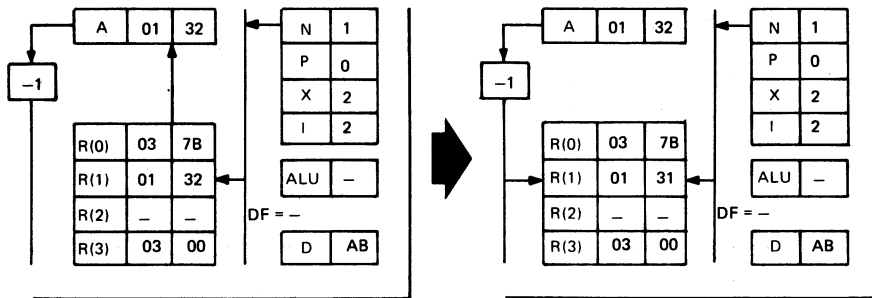 A 01 32
−1
N 1
P 0
X 2
I 2
R(0) 03 7B
R(1) 01 32
R(2) – –
R(3) 03 00
ALU –
DF = –
D AB
A 01 32
−1
N 1
P 0
X 2
I 2
R(0) 03 7B
R(1) 01 31
R(2) – –
R(3) 03 00
ALU –
DF = –
D AB